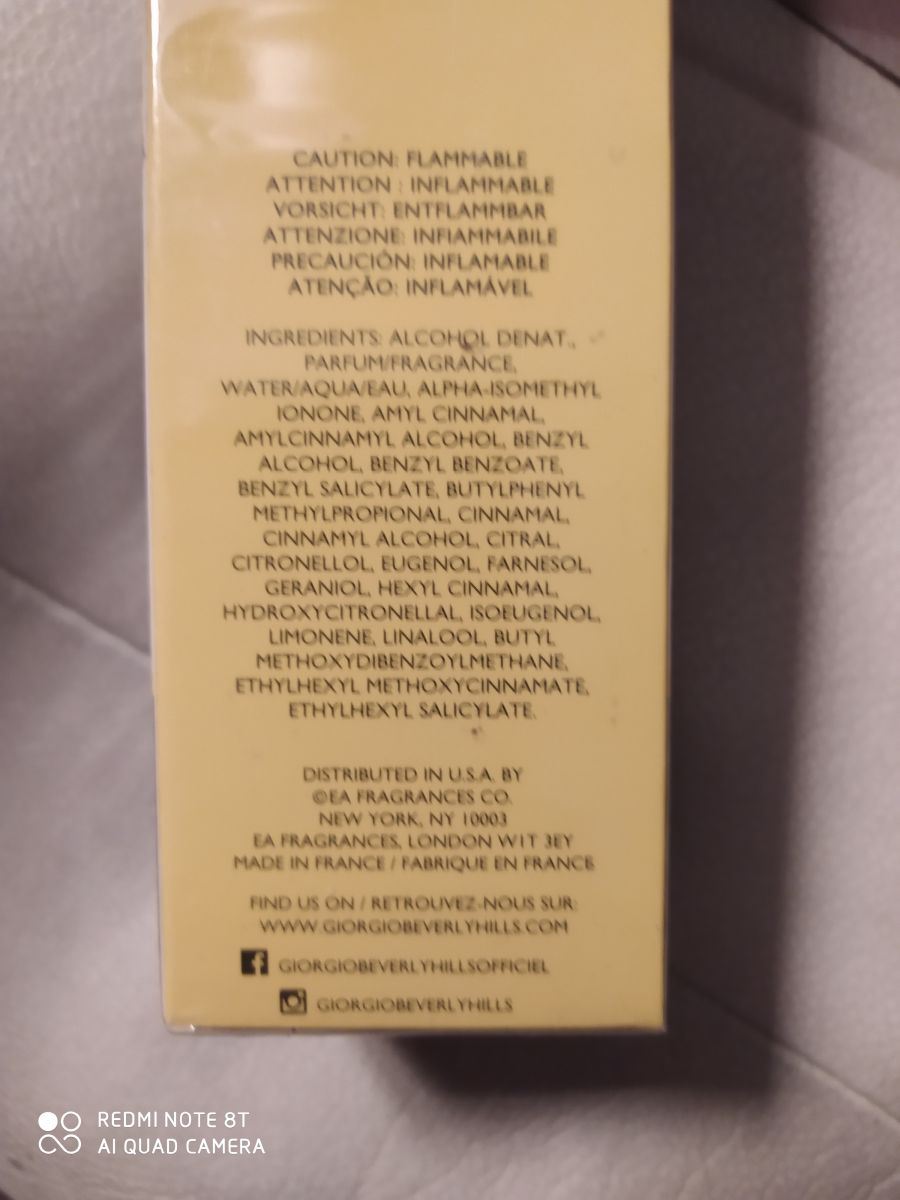 CAUTION: FLAMMABLE
ATTENTION : INFLAMMABLE
VORSICHT: ENTFLAMMBAR
ATTENZIONE: INFIAMMABILE
PRECAUCIÓN: INFLAMABLE
ATENÇÃO: INFLAMÁVEL
INGREDIENTS: ALCOHOL DENAT.,
PARFUM/FRAGRANCE,
WATER/AQUA/EAU, ALPHA-ISOMETHYL
IONONE, AMYL CINNAMAL,
AMYLCINNAMYL ALCOHOL, BENZYL
ALCOHOL, BENZYL BENZOATE,
BENZYL SALICYLATE, BUTYLPHENYL
METHYLPROPIONAL, CINNAMAL,
CINNAMYL ALCOHOL, CITRAL,
CITRONELLOL, EUGENOL, FARNESOL,
GERANIOL, HEXYL CINNAMAL,
HYDROXYCITRONELLAL, ISOEUGENOL,
LIMONENE, LINALOOL, BUTYL
METHOXYDIBENZOYLMETHANE,
ETHYLHEXYL METHOXYCINNAMATE,
ETHYLHEXYL SALICYLATE.
DISTRIBUTED IN U.S.A. BY
©EA FRAGRANCES CO.
NEW YORK, NY 10003
EA FRAGRANCES, LONDON W1T 3EY
MADE IN FRANCE / FABRIQUE EN FRANCE
FIND US ON / RETROUVEZ-NOUS SUR:
WWW.GIORGIOBEVERLYHILLS.COM
GIORGIOBEVERLYHILLSOFFICIEL
GIORGIOBEVERLYHILLS
REDMI NOTE 8T
AI QUAD CAMERA